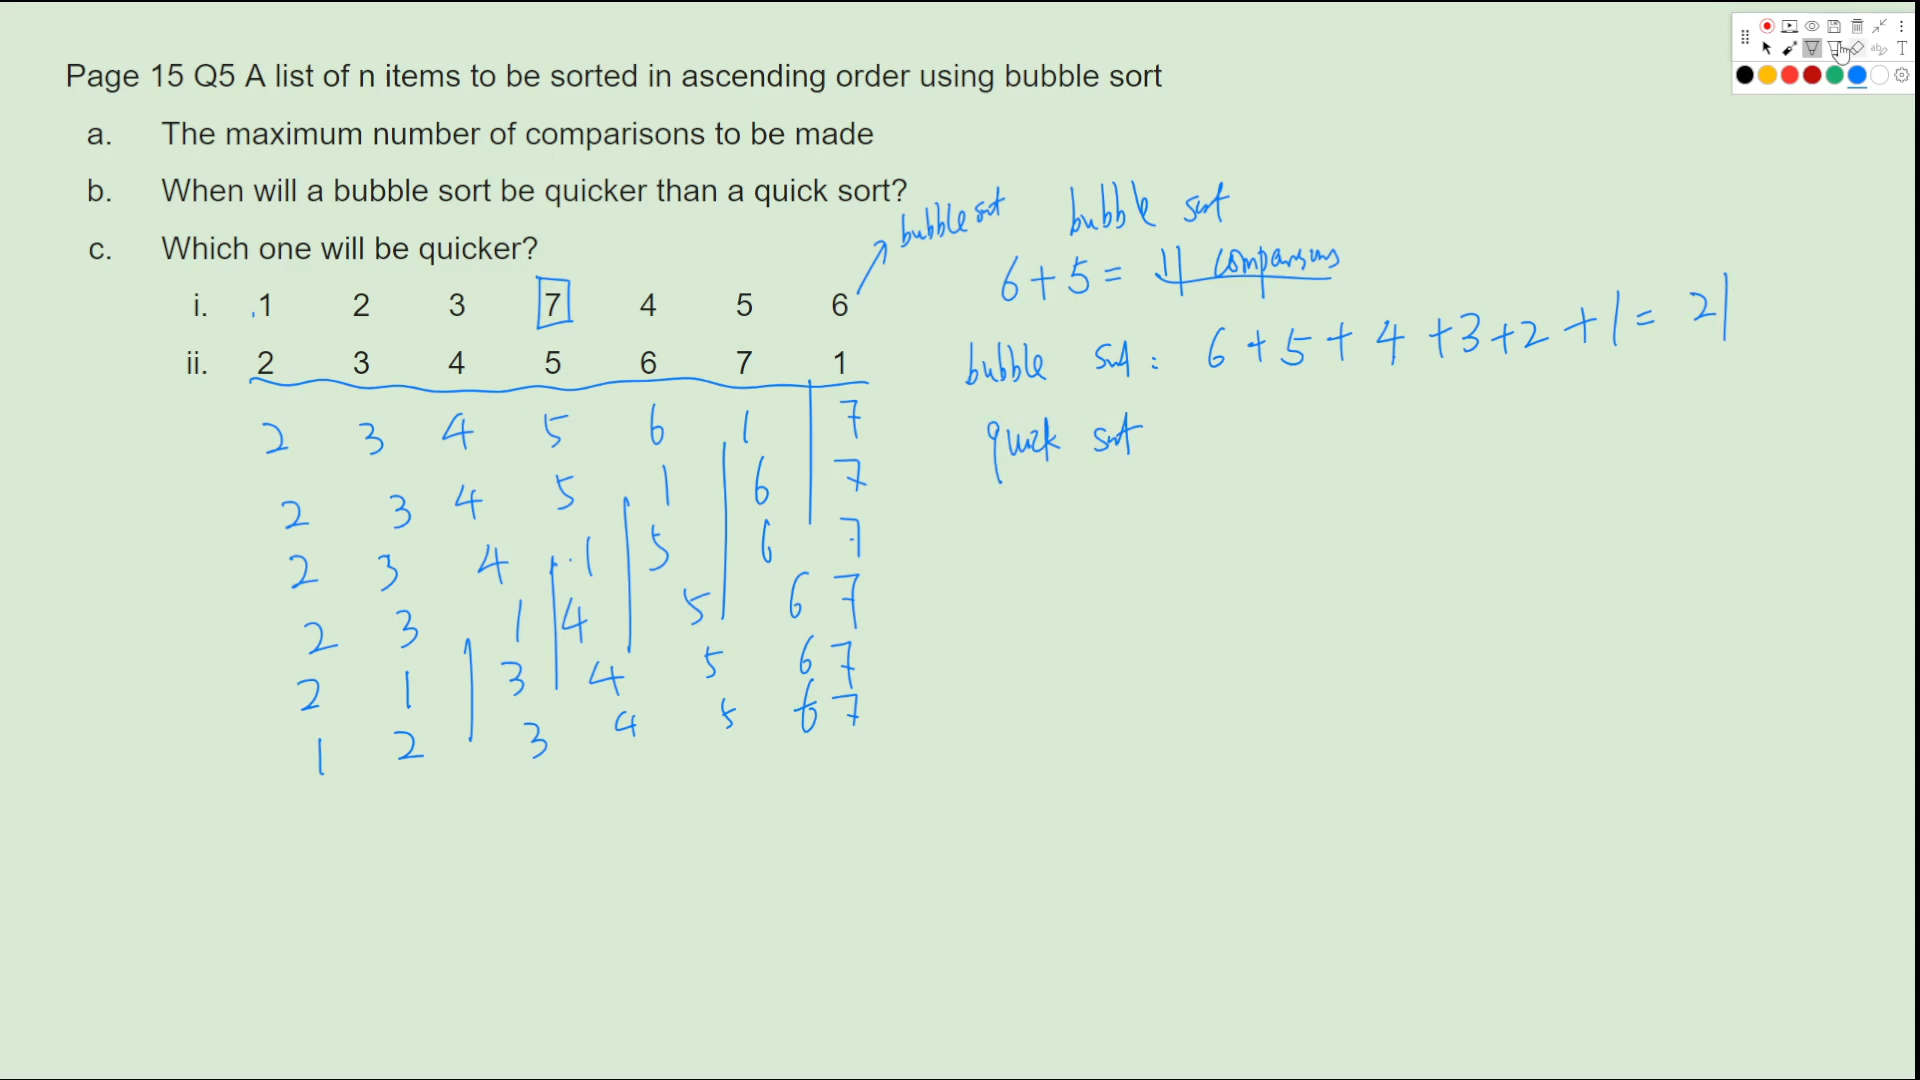 Page 15 Q5 A list of n items to be sorted in ascending order using bubble sort
a. The maximum number of comparisons to be made
b. When will a bubble sort be quicker than a quick sort?
bubble sort
bubble sort
c. Which one will be quicker?
6+5= 11 comparisons
i. 1 2 3 7 4 5 6
bubble sort : 6 + 5 + 4 + 3 + 2 + 1 = 21
ii. 2 3 4 5 6 7 1
quick sort
2 3 4 5 6 1 7
2 3 4 5 1 6 7
2 3 4 1 5 6 7
2 3 1 4 5 6 7
2 1 3 4 5 6 7
1 2 3 4 5 6 7